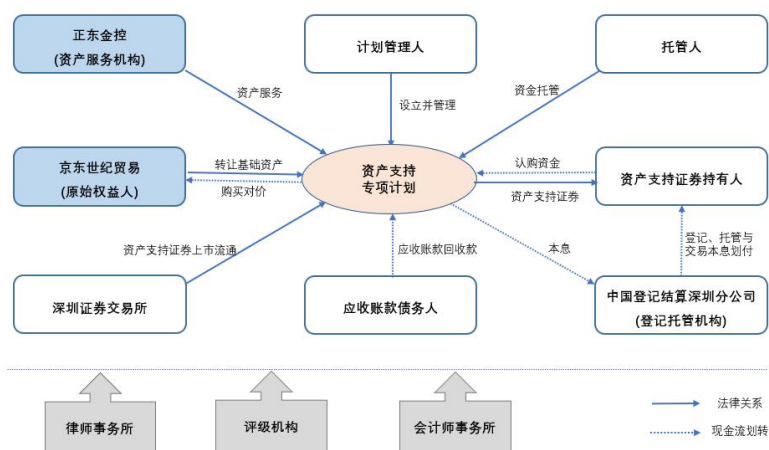 正东金控
(资产服务机构)
计划管理人
托管人
资产服务
设立并管理
资金托管
京东世纪贸易
(原始权益人)
转让基础资产
购买对价
资产支持
专项计划
认购资金
资产支持证券
资产支持证券持有人
资产支持证券上市流通
应收账款回收款
本息
登记、托管与
交易本息划付
深圳证券交易所
应收账款债务人
中国登记结算深圳分公司
(登记托管机构)
律师事务所
评级机构
会计师事务所
法律关系
现金流划转